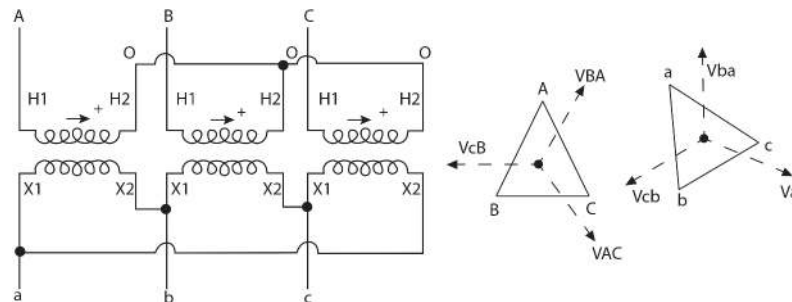 A B C
O O O
H1 + H2 H1 + H2 H1 + H2
X1 X2 X1 X2 X1 X2
a b c
VBA
A
VcB
B C
VAC
Vba
a
c
Vcb
b